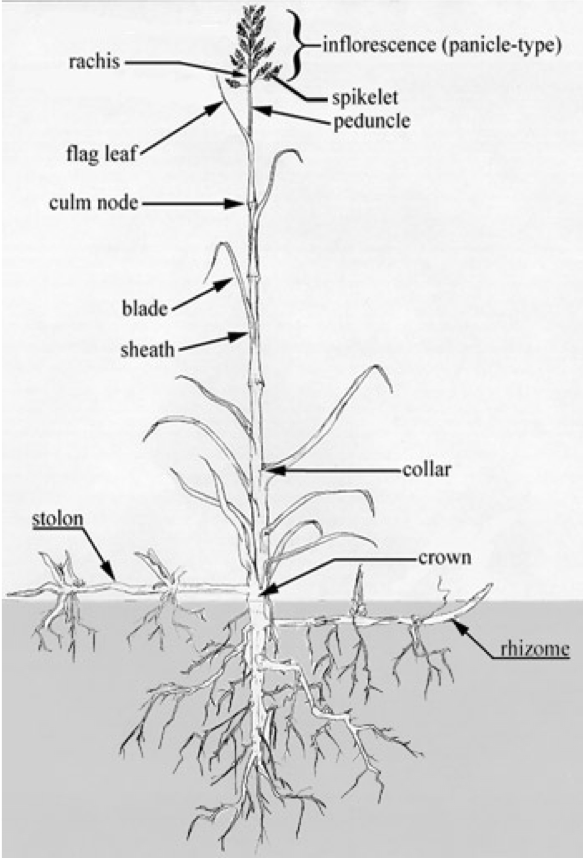 inflorescence (panicle-type)
rachis
spikelet
peduncle
flag leaf
culm node
blade
sheath
collar
stolon
crown
rhizome